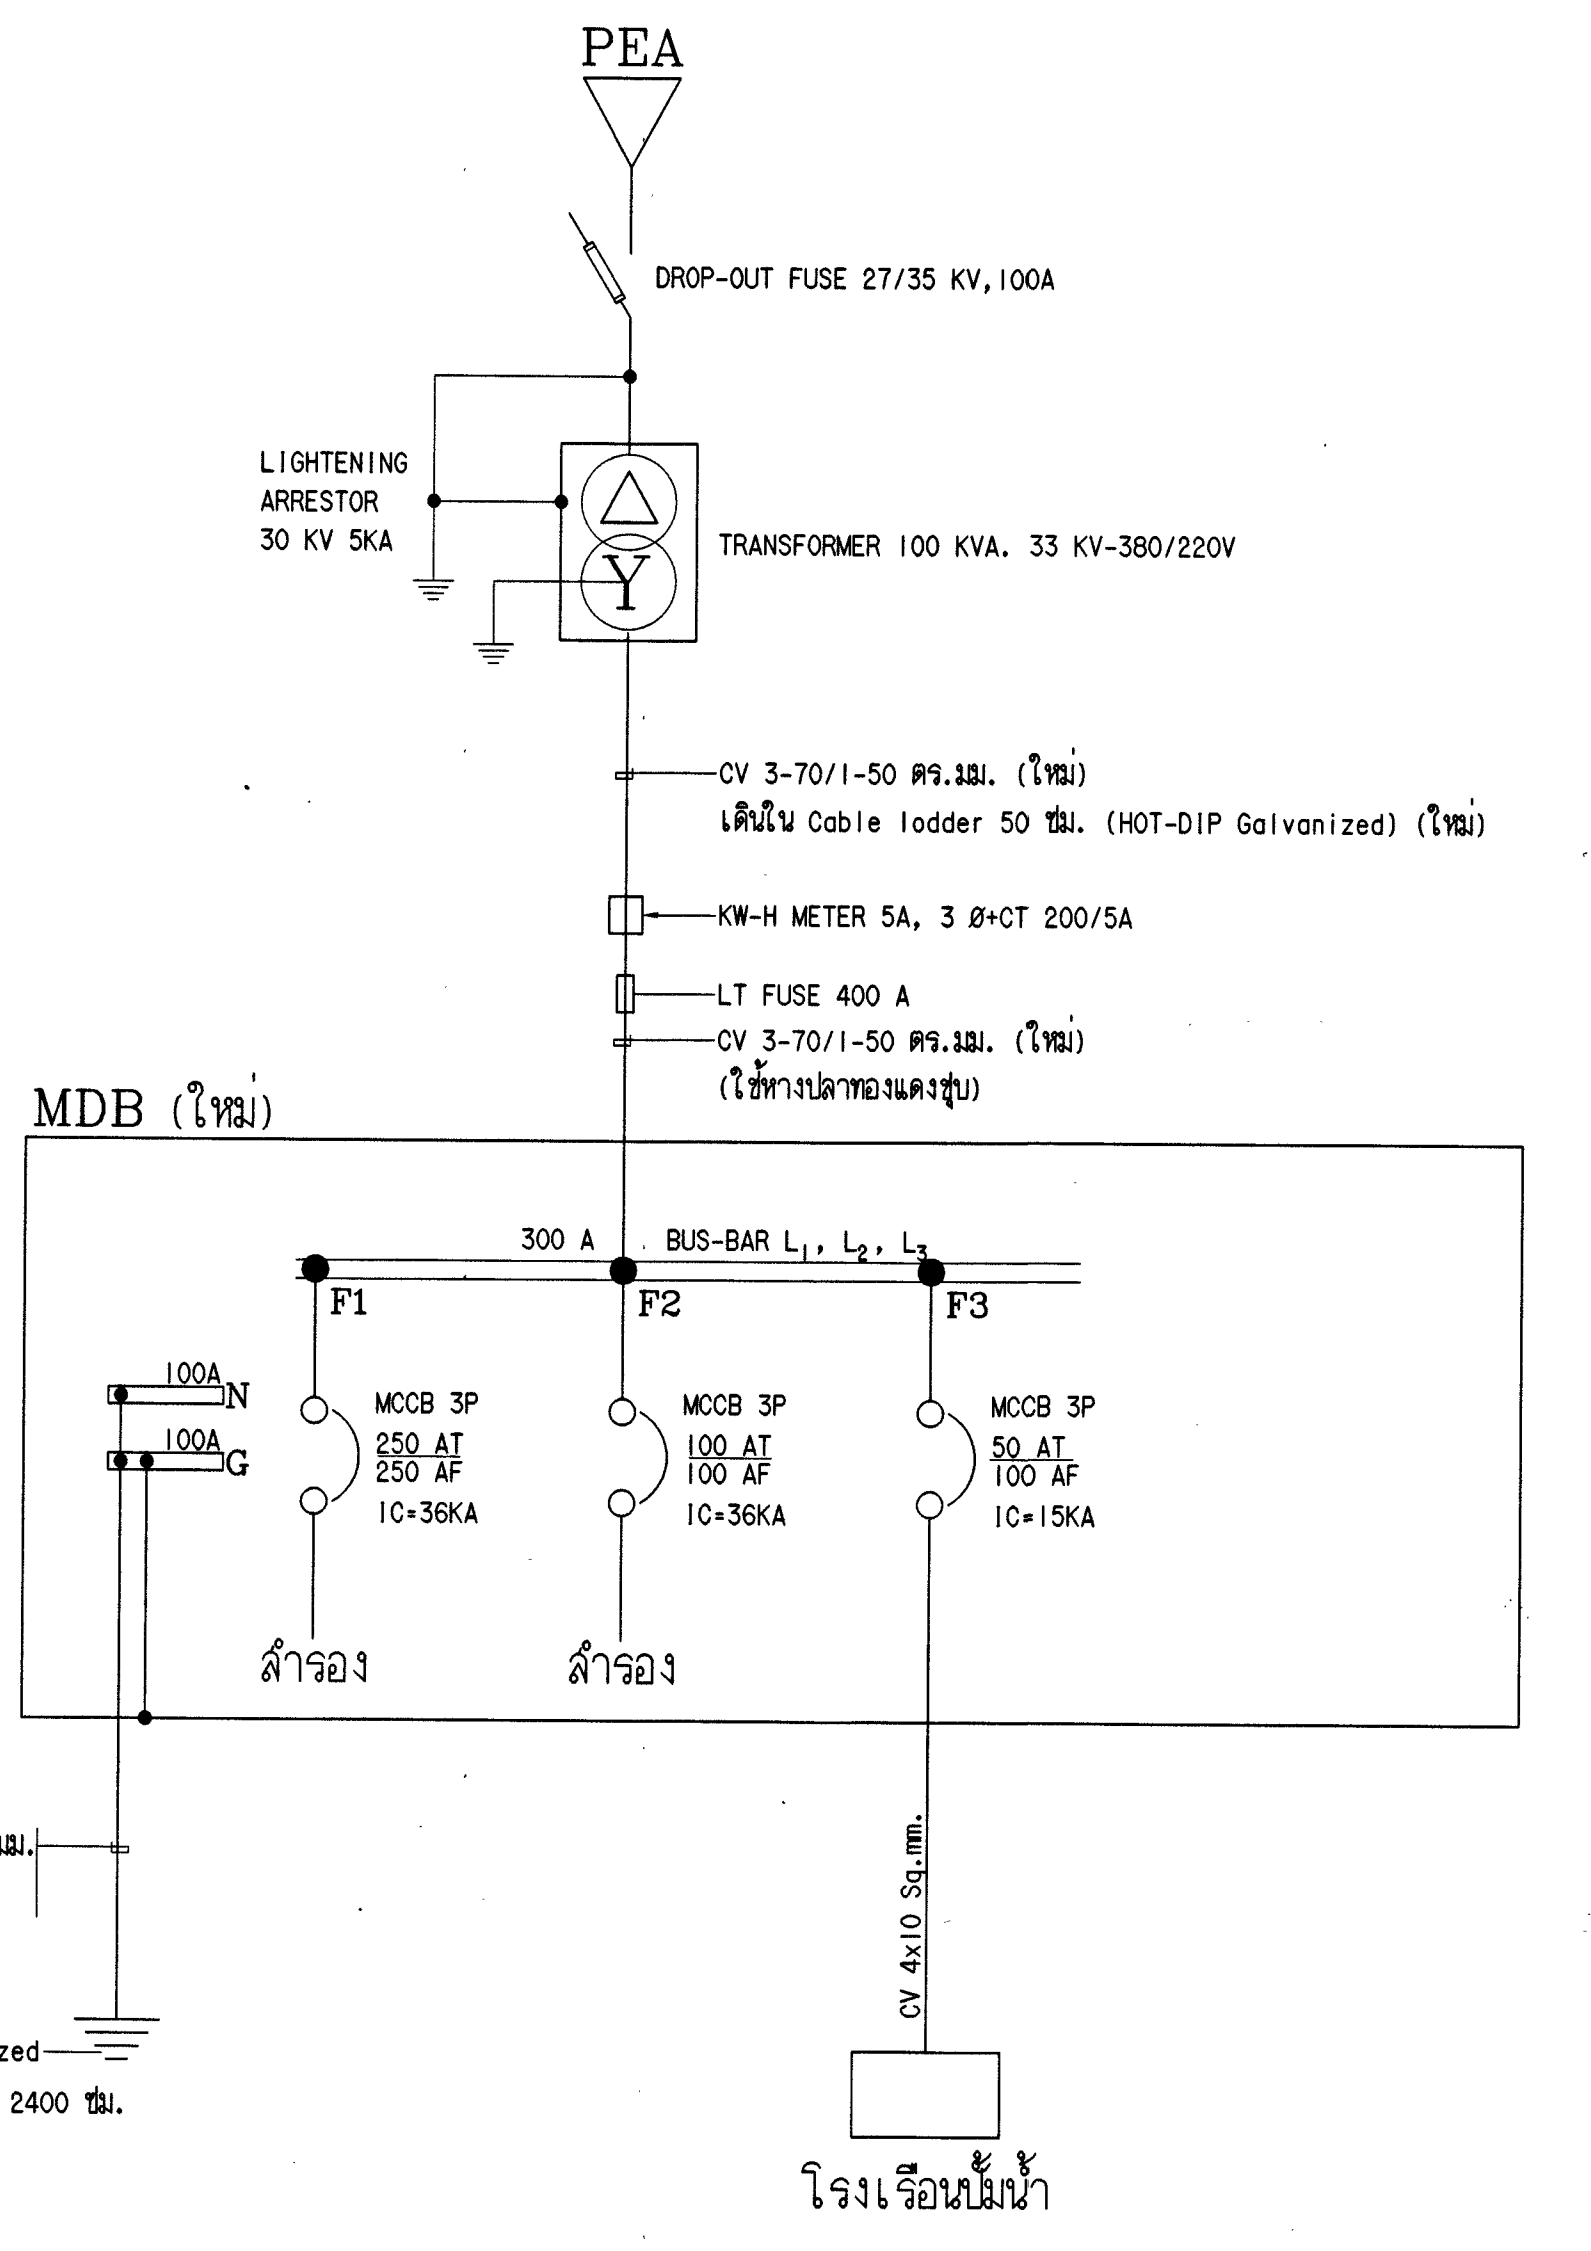 PEA
DROP-OUT FUSE 27/35 KV,100A
LIGHTENING
ARRESTOR
30 KV 5KA
TRANSFORMER 100 KVA. 33 KV-380/220V
CV 3-70/1-50 ตร.มม. (ใหม่)
เดินใน Cable lodder 50 ซม. (HOT-DIP Galvanized) (ใหม่)
KW-H METER 5A, 3 Ø+CT 200/5A
LT FUSE 400 A
CV 3-70/1-50 ตร.มม. (ใหม่)
(ใช้หางปลาทองแดงชุบ)
MDB (ใหม่)
300 A BUS-BAR L1, L2, L3
F1 F2 F3
100A N
100A G
MCCB 3P
250 AT
250 AF
IC=36KA
MCCB 3P
100 AT
100 AF
IC=36KA
MCCB 3P
50 AT
100 AF
IC=15KA
สำรอง
สำรอง
มม.
CV 4x10 Sq.mm.
zed
2400 ซม.
โรงเรือนปั้มน้ำ